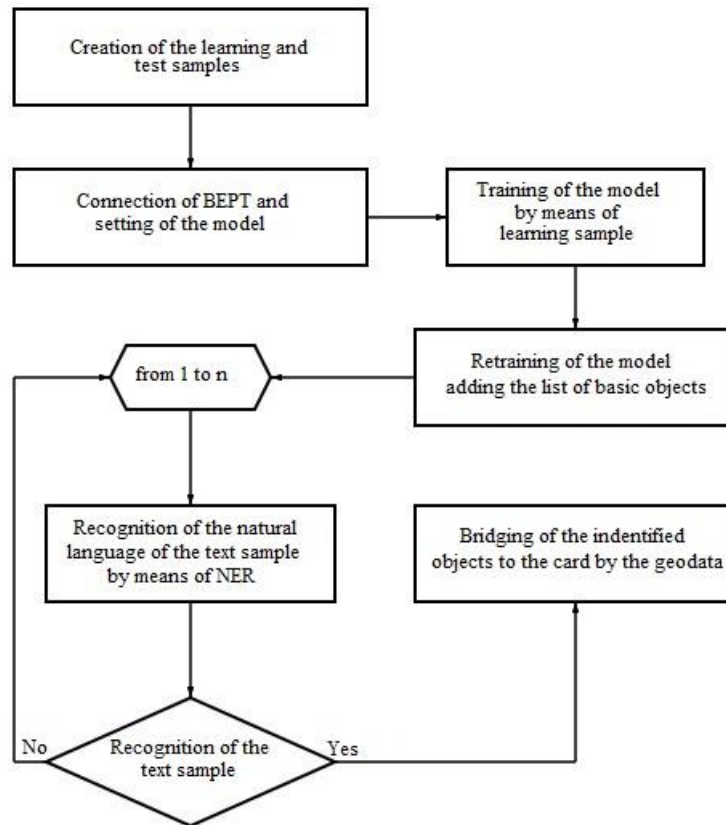 Creation of the learning and
test samples
Connection of BEPT and
setting of the model
Training of the model
by means of
learning sample
Retraining of the model
adding the list of basic objects
from 1 to n
Recognition of the natural
language of the text sample
by means of NER
Bridging of the indentified
objects to the card by the geodata
No
Recognition of the
text sample
Yes